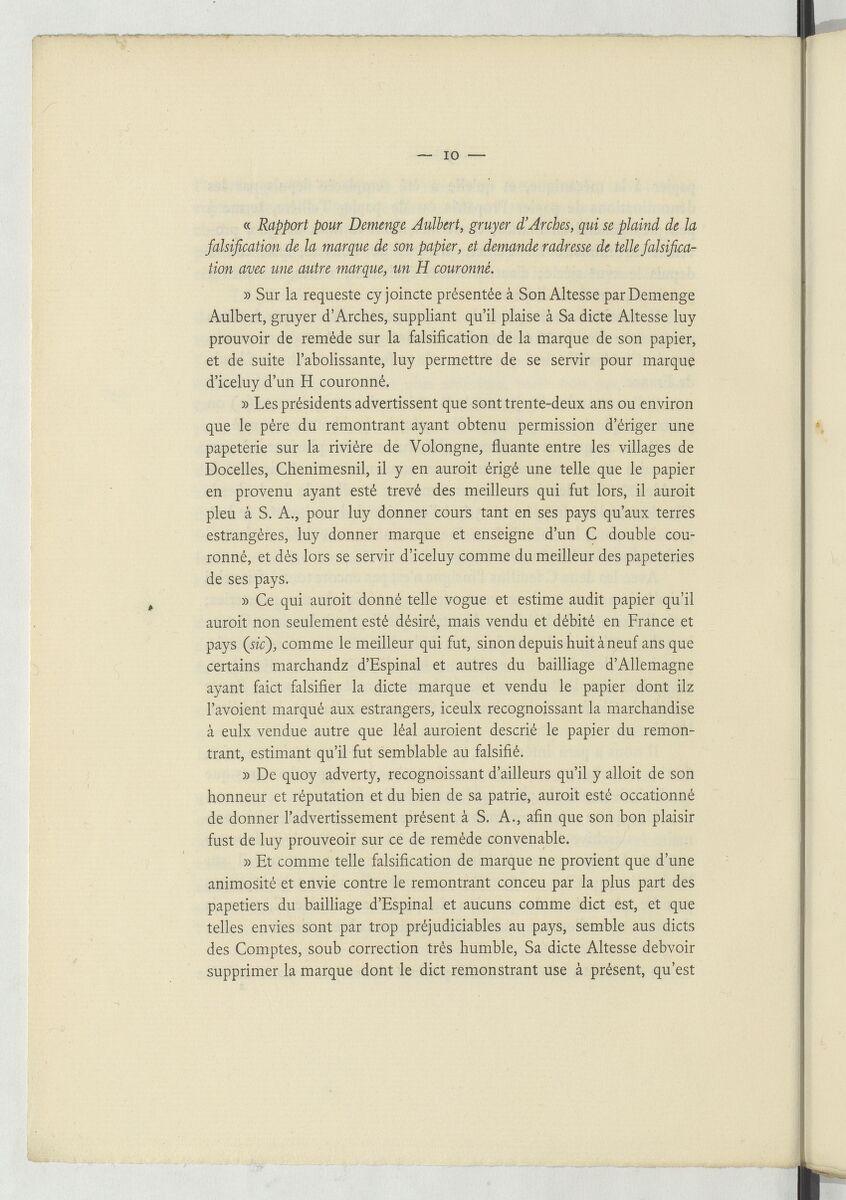 — 10 —
« Rapport pour Demenge Aulbert, gruyer d'Arches, qui se plaind de la
falsification de la marque de son papier, et demande radresse de telle falsifica-
tion avec une autre marque, un H couronné.
» Sur la requeste cy joincte présentée à Son Altesse par Demenge
Aulbert, gruyer d'Arches, suppliant qu'il plaise à Sa dicte Altesse luy
prouvoir de remède sur la falsification de la marque de son papier,
et de suite l'abolissante, luy permettre de se servir pour marque
d'iceluy d'un H couronné.
» Les présidents advertissent que sont trente-deux ans ou environ
que le père du remontrant ayant obtenu permission d'ériger une
papeterie sur la rivière de Volongne, fluante entre les villages de
Docelles, Chenimesnil, il y en auroit érigé une telle que le papier
en provenu ayant esté trevé des meilleurs qui fut lors, il auroit
pleu à S. A., pour luy donner cours tant en ses pays qu'aux terres
estrangères, luy donner marque et enseigne d'un C double cou-
ronné, et dès lors se servir d'iceluy comme du meilleur des papeteries
de ses pays.
» Ce qui auroit donné telle vogue et estime audit papier qu'il
auroit non seulement esté désiré, mais vendu et débité en France et
pays (sic), comme le meilleur qui fut, sinon depuis huit à neuf ans que
certains marchandz d'Espinal et autres du bailliage d'Allemagne
ayant faict falsifier la dicte marque et vendu le papier dont ilz
l'avoient marqué aux estrangers, iceulx recognoissant la marchandise
à eulx vendue autre que léal auroient descrié le papier du remon-
trant, estimant qu'il fut semblable au falsifié.
» De quoy adverty, recognoissant d'ailleurs qu'il y alloit de son
honneur et réputation et du bien de sa patrie, auroit esté occationné
de donner l'advertissement présent à S. A., afin que son bon plaisir
fust de luy prouveoir sur ce de remède convenable.
» Et comme telle falsification de marque ne provient que d'une
animosité et envie contre le remontrant conceu par la plus part des
papetiers du bailliage d'Espinal et aucuns comme dict est, et que
telles envies sont par trop préjudiciables au pays, semble aus dicts
des Comptes, soub correction très humble, Sa dicte Altesse debvoir
supprimer la marque dont le dict remonstrant use à présent, qu'est